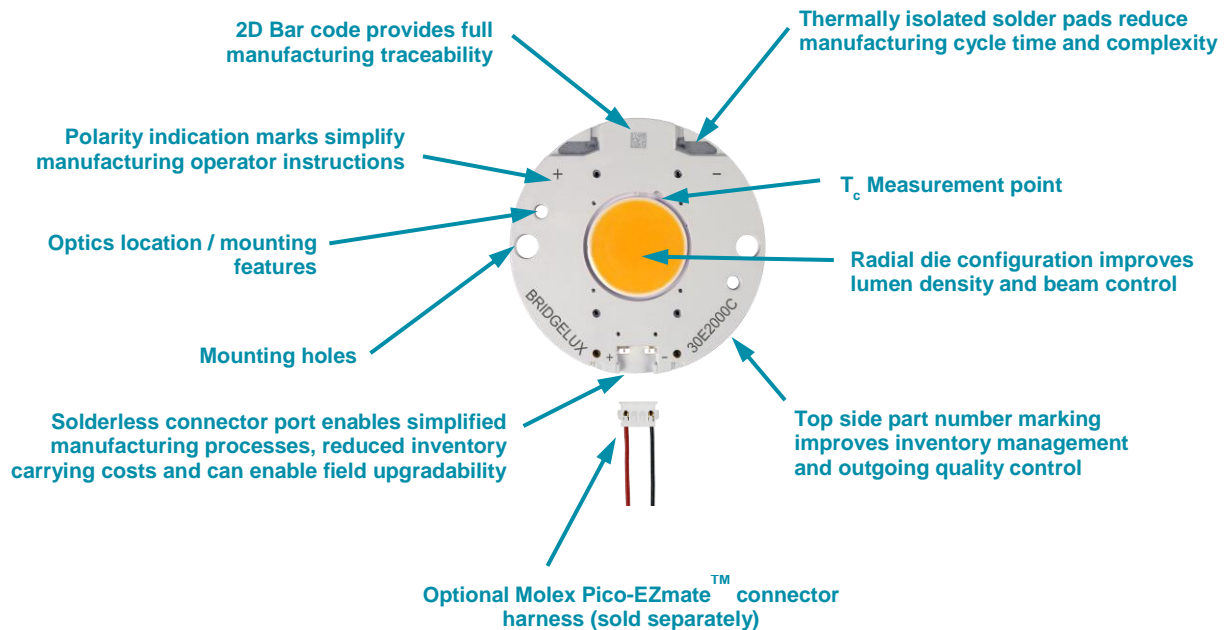 2D Bar code provides full
manufacturing traceability
Thermally isolated solder pads reduce
manufacturing cycle time and complexity
Polarity indication marks simplify
manufacturing operator instructions
+
−
Tc Measurement point
Optics location / mounting
features
Radial die configuration improves
lumen density and beam control
BRIDGELUX
30E2000C
Mounting holes
+
−
Solderless connector port enables simplified
manufacturing processes, reduced inventory
carrying costs and can enable field upgradability
Top side part number marking
improves inventory management
and outgoing quality control
Optional Molex Pico-EZmate™ connector
harness (sold separately)